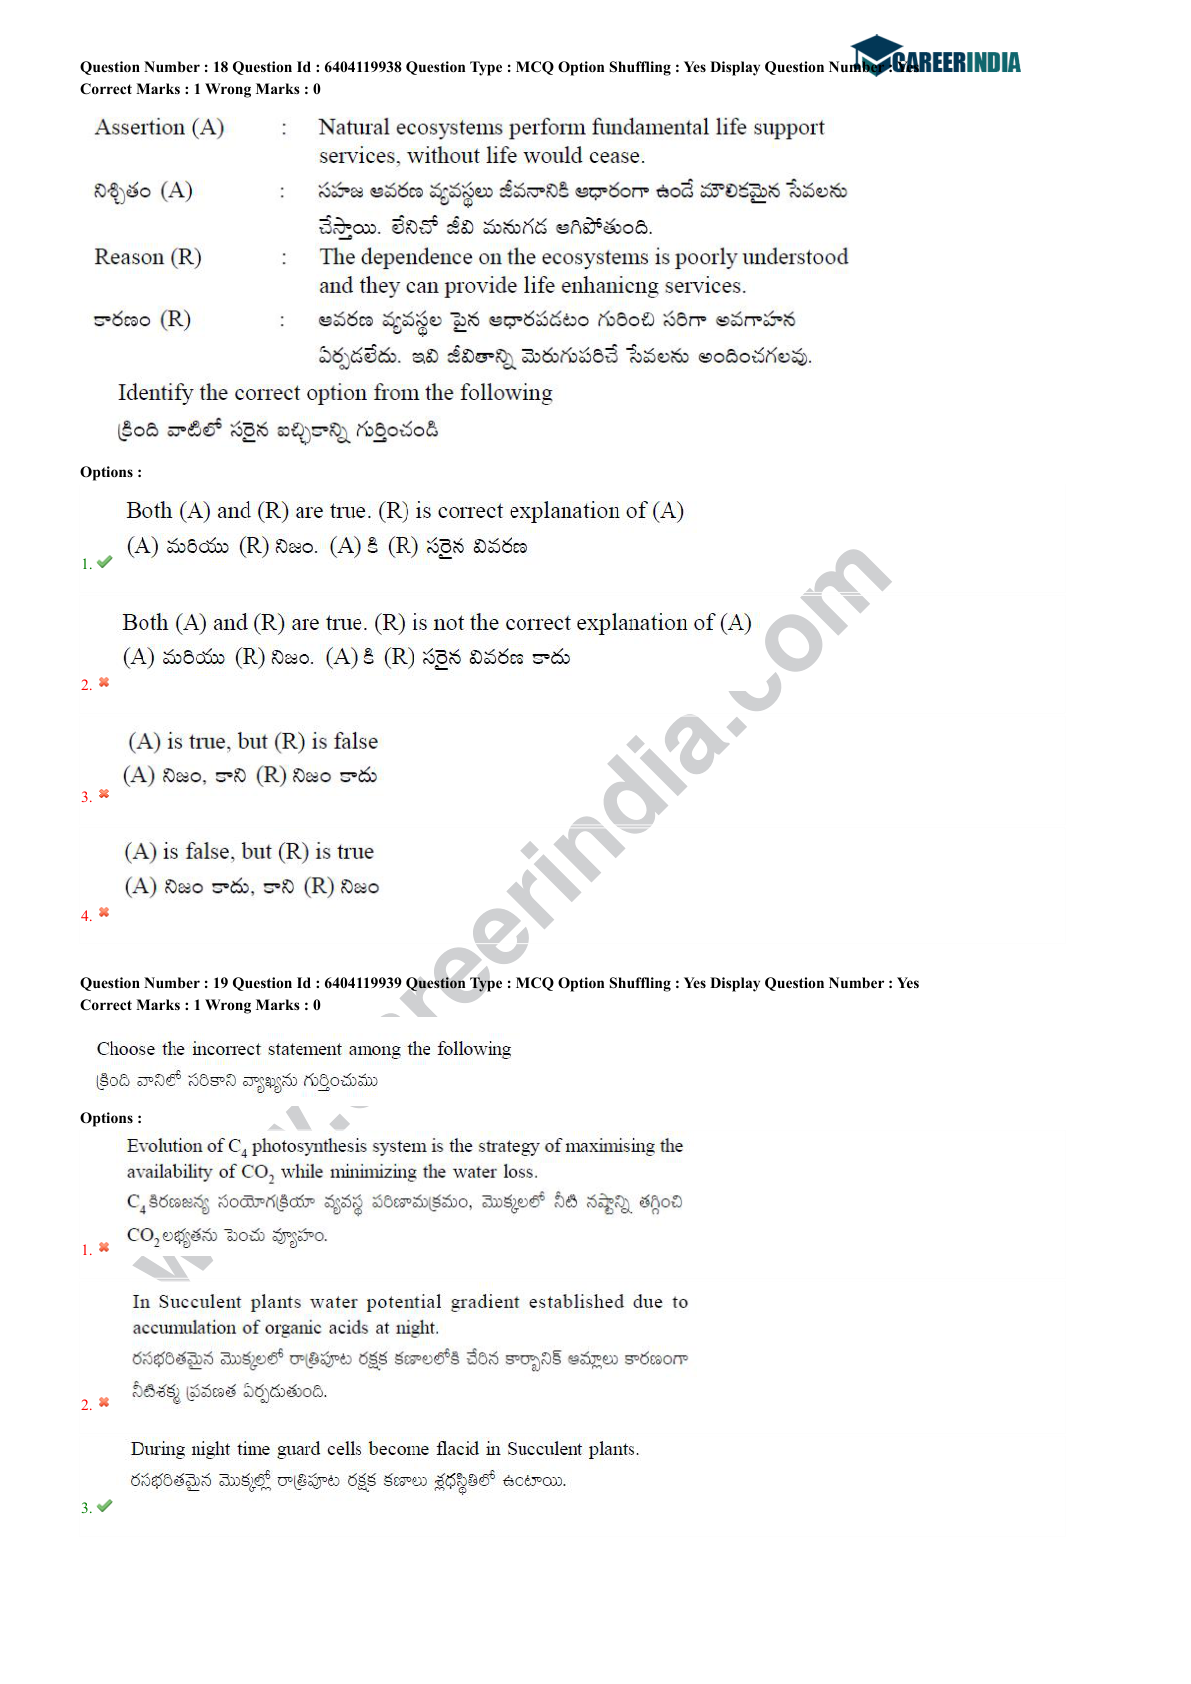 CAREERINDIA
Question Number : 18 Question Id : 6404119938 Question Type : MCQ Option Shuffling : Yes Display Question Number : Yes
Correct Marks : 1 Wrong Marks : 0
Assertion (A) : Natural ecosystems perform fundamental life support
services, without life would cease.
నిశ్చితం (A) : సహజ ఆవరణ వ్యవస్థలు జీవనానికి ఆధారంగా ఉండే మౌలికమైన సేవలను
చేస్తాయి. లేనిచో జీవి మనుగడ ఆగిపోతుంది.
Reason (R) : The dependence on the ecosystems is poorly understood
and they can provide life enhanicng services.
కారణం (R) : ఆవరణ వ్యవస్థల పైన ఆధారపడటం గురించి సరిగా అవగాహన
ఏర్పడలేదు. ఇవి జీవితాన్ని మెరుగుపరిచే సేవలను అందించగలవు.
Identify the correct option from the following
క్రింది వాటిలో సరైన ఐచ్ఛికాన్ని గుర్తించండి
Options :
Both (A) and (R) are true. (R) is correct explanation of (A)
(A) మరియు (R) నిజం. (A) కి (R) సరైన వివరణ
1.
Both (A) and (R) are true. (R) is not the correct explanation of (A)
(A) మరియు (R) నిజం. (A) కి (R) సరైన వివరణ కాదు
2.
(A) is true, but (R) is false
(A) నిజం, కాని (R) నిజం కాదు
3.
(A) is false, but (R) is true
(A) నిజం కాదు, కాని (R) నిజం
4.
www.careerindia.com
Question Number : 19 Question Id : 6404119939 Question Type : MCQ Option Shuffling : Yes Display Question Number : Yes
Correct Marks : 1 Wrong Marks : 0
Choose the incorrect statement among the following
క్రింది వానిలో సరికాని వ్యాఖ్యను గుర్తించుము
Options :
Evolution of C4 photosynthesis system is the strategy of maximising the
availability of CO2 while minimizing the water loss.
C4 కిరణజన్య సంయోగక్రియా వ్యవస్థ పరిణామక్రమం, మొక్కలలో నీటి నష్టాన్ని తగ్గించి
CO2 లభ్యతను పెంచు వ్యూహం.
1.
In Succulent plants water potential gradient established due to
accumulation of organic acids at night.
రసభరితమైన మొక్కలలో రాత్రిపూట రక్షక కణాలలోకి చేరిన కార్బానిక్ ఆమ్లాలు కారణంగా
నీటిశక్మ ప్రవణత ఏర్పదుతుంది.
2.
During night time guard cells become flacid in Succulent plants.
రసభరితమైన మొక్కల్లో రాత్రిపూట రక్షక కణాలు శ్లధస్థితిలో ఉంటాయి.
3.